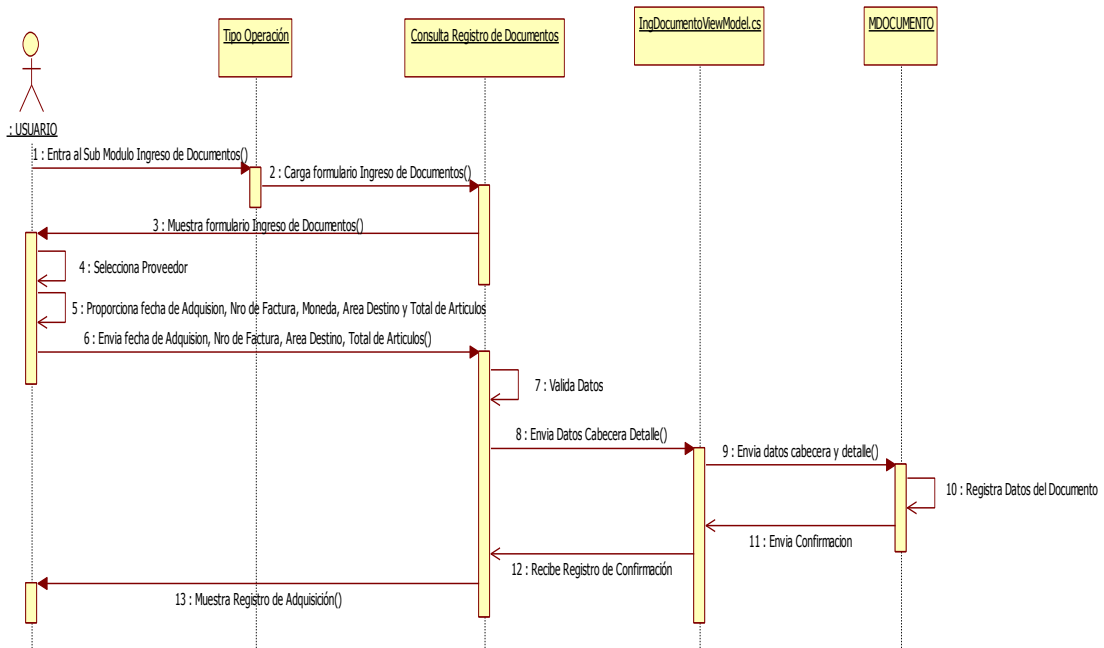 Tipo Operación
Consulta Registro de Documentos
IngDocumentoViewModel.cs
MDOCUMENTO
: USUARIO
1 : Entra al Sub Modulo Ingreso de Documentos()
2 : Carga formulario Ingreso de Documentos()
3 : Muestra formulario Ingreso de Documentos()
4 : Selecciona Proveedor
5 : Proporciona fecha de Adquision, Nro de Factura, Moneda, Area Destino y Total de Articulos
6 : Envia fecha de Adquision, Nro de Factura, Area Destino, Total de Articulos()
7 : Valida Datos
8 : Envia Datos Cabecera Detalle()
9 : Envia datos cabecera y detalle()
10 : Registra Datos del Documento
11 : Envia Confirmacion
12 : Recibe Registro de Confirmación
13 : Muestra Registro de Adquisición()